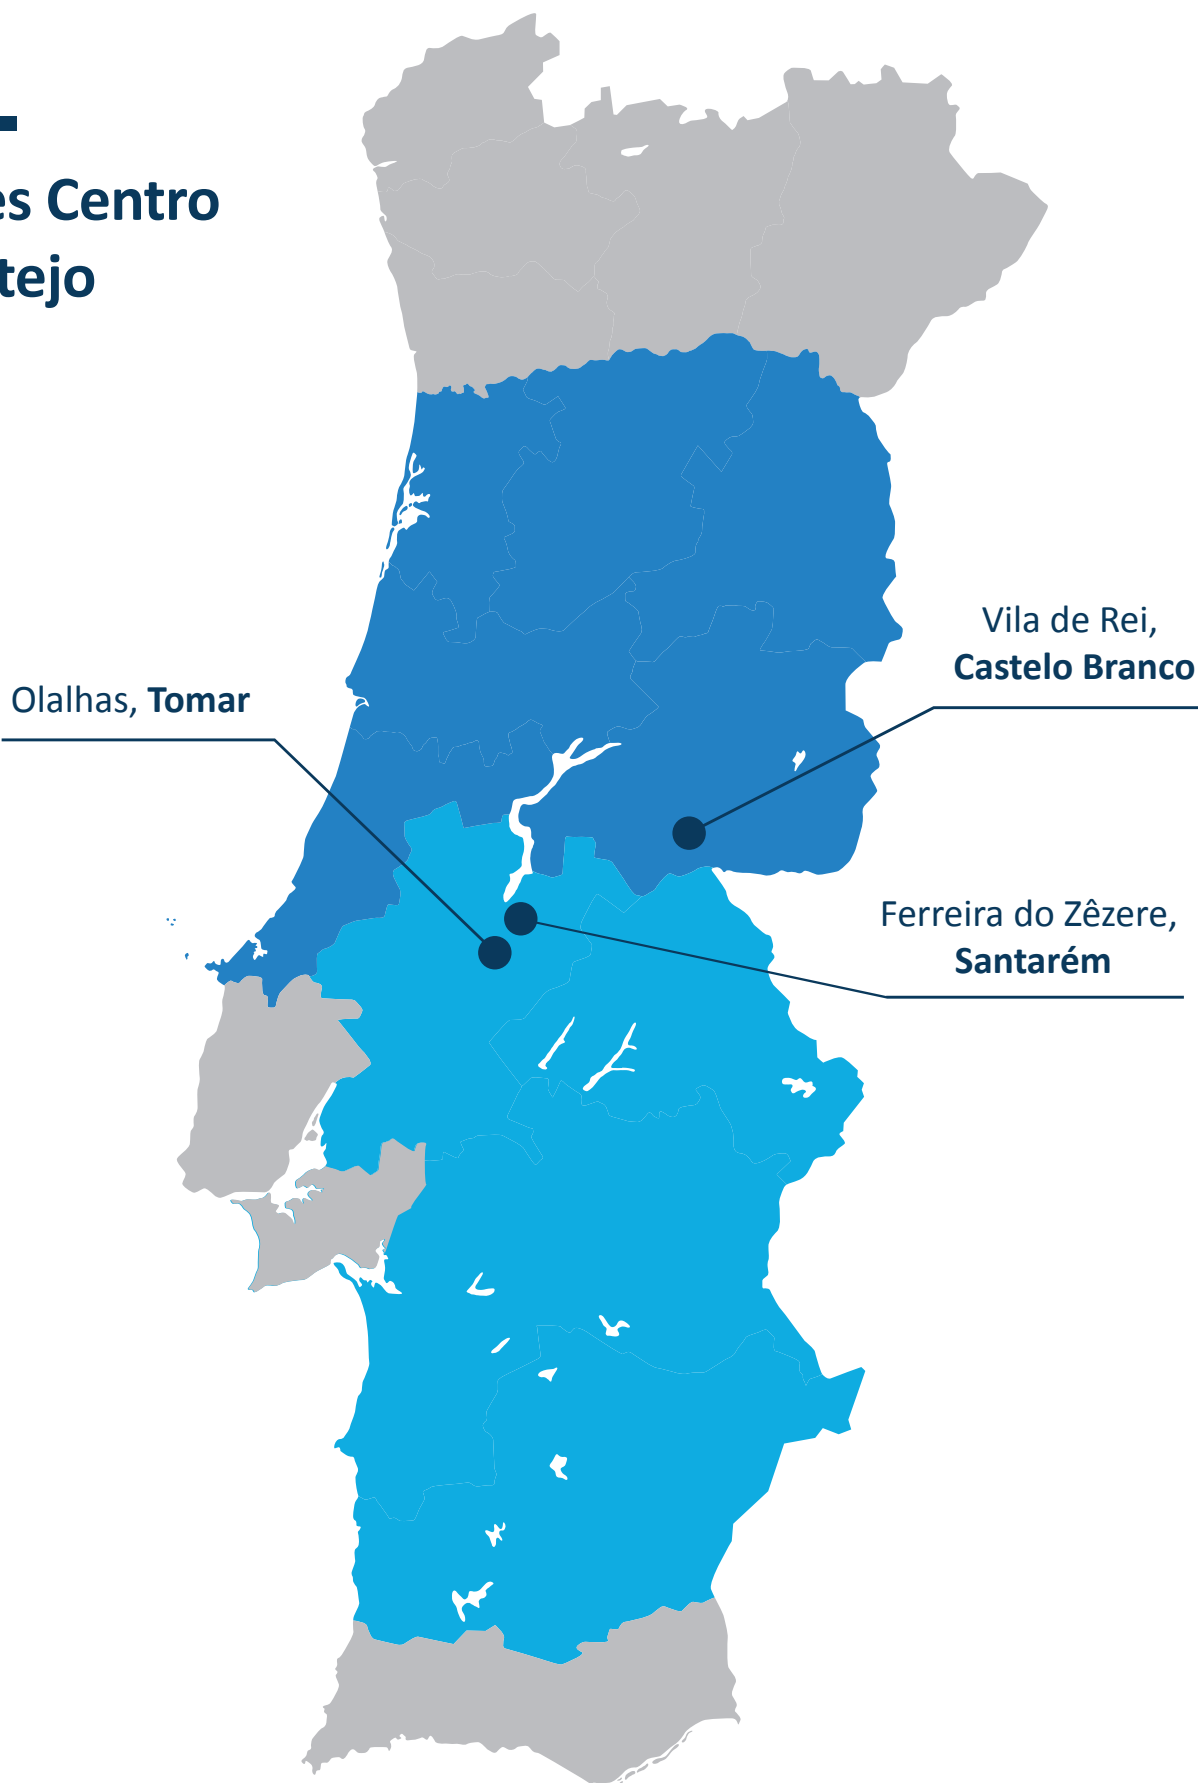 es Centro
tejo
Vila de Rei,
Castelo Branco
Olalhas, Tomar
Ferreira do Zêzere,
Santarém